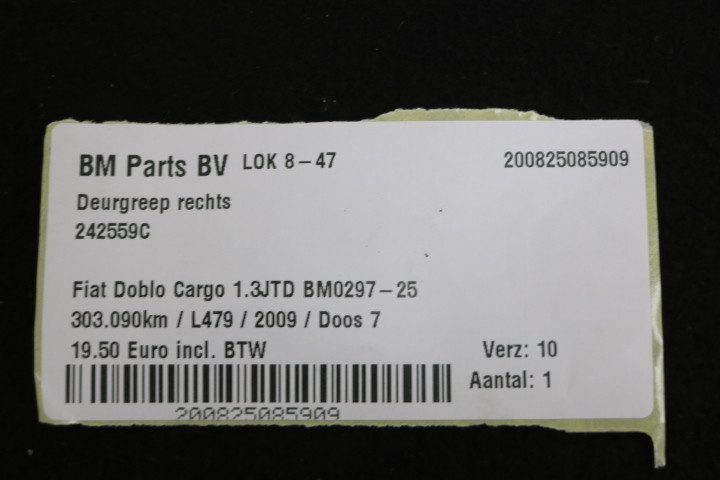 BM Parts BV LOK 8-47 200825085909
Deurgreep rechts
242559C
Fiat Doblo Cargo 1.3JTD BM0297-25
303.090km / L479 / 2009 / Doos 7
19.50 Euro incl. BTW Verz: 10
Aantal: 1
200825085909